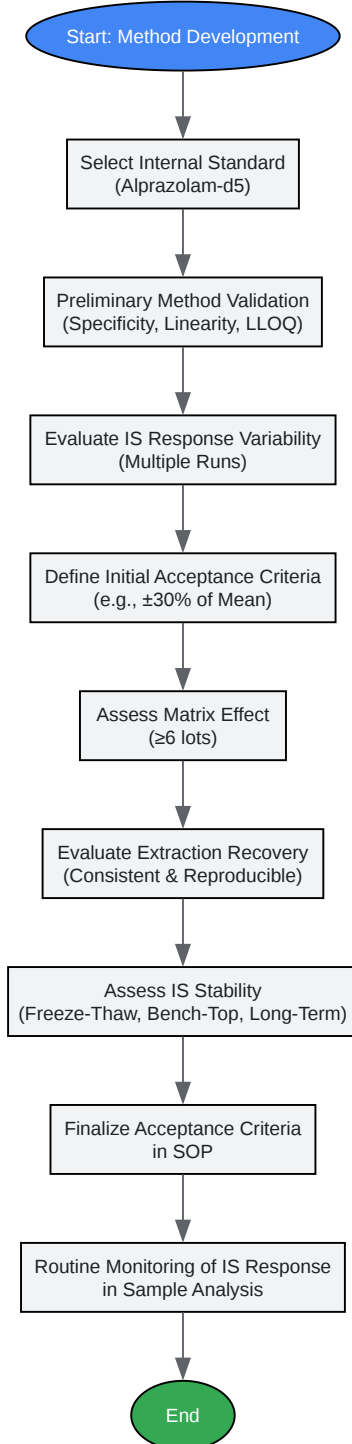 Start: Method Development
Select Internal Standard
(Alprazolam-d5)
Preliminary Method Validation
(Specificity, Linearity, LLOQ)
Evaluate IS Response Variability
(Multiple Runs)
Define Initial Acceptance Criteria
(e.g., ±30% of Mean)
Assess Matrix Effect
(≥6 lots)
Evaluate Extraction Recovery
(Consistent & Reproducible)
Assess IS Stability
(Freeze-Thaw, Bench-Top, Long-Term)
Finalize Acceptance Criteria
in SOP
Routine Monitoring of IS Response
in Sample Analysis
End